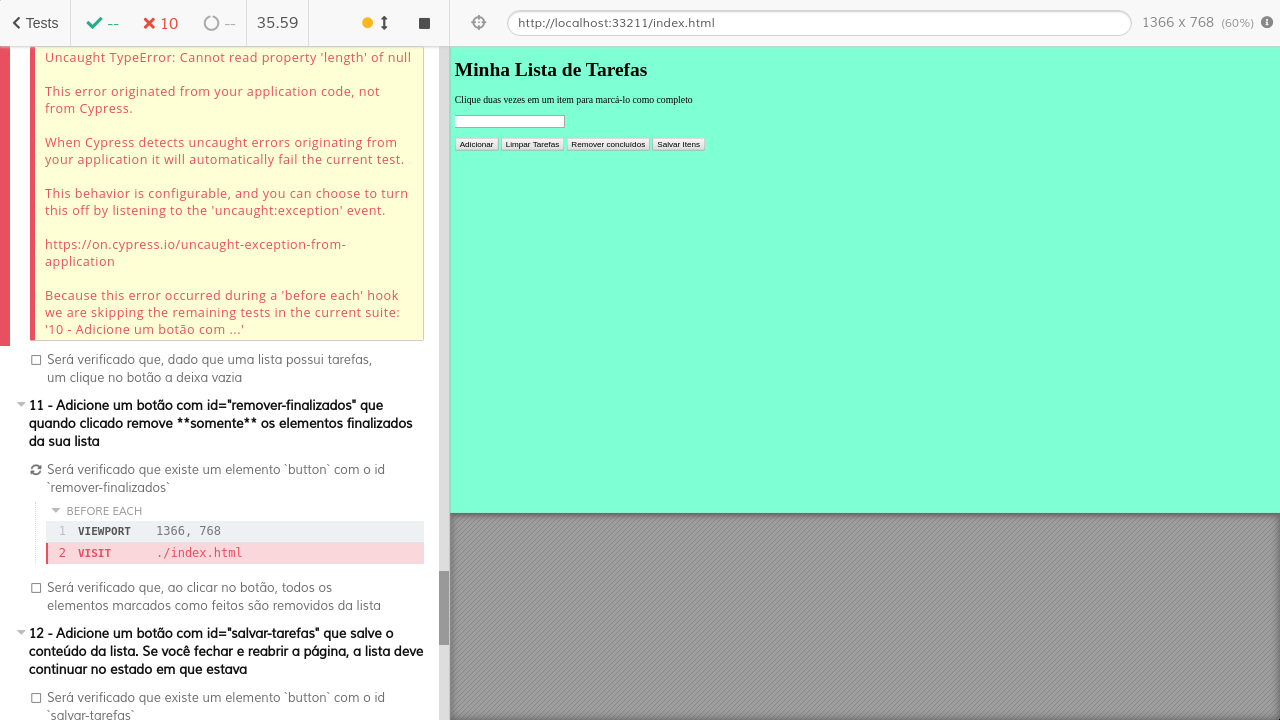 Tests
--
10
--
35.59
http://localhost:33211/index.html
1366 x 768 (60%)
Uncaught TypeError: Cannot read property 'length' of null
This error originated from your application code, not
from Cypress.
When Cypress detects uncaught errors originating from
your application it will automatically fail the current test.
This behavior is configurable, and you can choose to turn
this off by listening to the 'uncaught:exception' event.
https://on.cypress.io/uncaught-exception-from-
application
Because this error occurred during a 'before each' hook
we are skipping the remaining tests in the current suite:
'10 - Adicione um botão com ...'
Será verificado que, dado que uma lista possui tarefas,
um clique no botão a deixa vazia
11 - Adicione um botão com id="remover-finalizados" que
quando clicado remove **somente** os elementos finalizados
da sua lista
Será verificado que existe um elemento `button` com o id
`remover-finalizados`
BEFORE EACH
1 VIEWPORT 1366, 768
2 VISIT ./index.html
Será verificado que, ao clicar no botão, todos os
elementos marcados como feitos são removidos da lista
12 - Adicione um botão com id="salvar-tarefas" que salve o
conteúdo da lista. Se você fechar e reabrir a página, a lista deve
continuar no estado em que estava
Será verificado que existe um elemento `button` com o id
`salvar-tarefas`
Minha Lista de Tarefas
Clique duas vezes em um item para marcá-lo como completo
Adicionar Limpar Tarefas Remover concluídos Salvar Itens